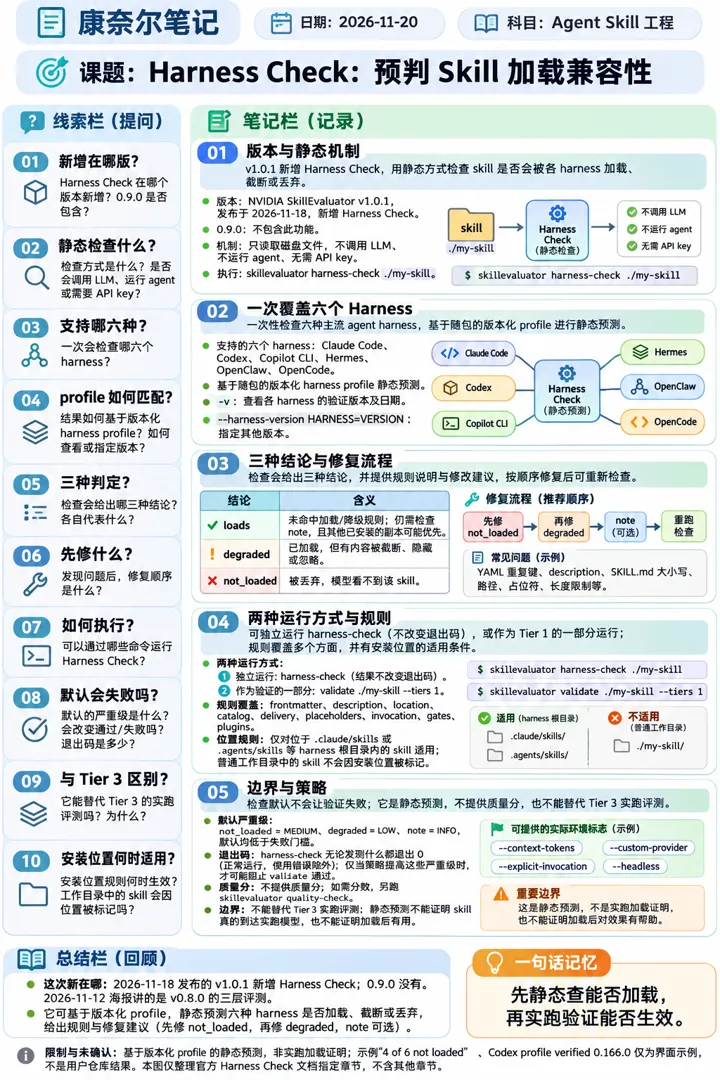 康奈尔笔记
日期：2026-11-20
科目：Agent Skill 工程
课题：Harness Check：预判 Skill 加载兼容性
线索栏（提问）
01 新增在哪版？
Harness Check 在哪个
版本新增？0.9.0 是否
包含？
02 静态检查什么？
检查方式是什么？是否
会调用 LLM、运行 agent
或需要 API key？
03 支持哪六种？
一次会检查哪六个
harness？
04 profile 如何匹配？
结果如何基于版本化
harness profile？如何
查看或指定版本？
05 三种判定？
检查会给出哪三种结论？
各自代表什么？
06 先修什么？
发现问题后，修复顺序
是什么？
07 如何执行？
可以通过哪些命令运行
Harness Check？
08 默认会失败吗？
默认的严重级是什么？
会改变通过/失败吗？
退出码是多少？
09 与 Tier 3 区别？
它能替代 Tier 3 的实跑
评测吗？为什么？
10 安装位置何时适用？
安装位置规则何时生效？
工作目录中的 skill 会因
位置被标记吗？
笔记栏（记录）
01 版本与静态机制
v1.0.1 新增 Harness Check，用静态方式检查 skill 是否会被各 harness 加载、
截断或丢弃。
版本：NVIDIA SkillEvaluator v1.0.1，
发布于 2026-11-18，新增 Harness Check。
0.9.0：不包含此功能。
机制：只读取磁盘文件，不调用 LLM、
不运行 agent、无需 API key。
执行：skillevaluator harness-check ./my-skill。
skill
./my-skill
Harness
Check
(静态检查)
不调用 LLM
不运行 agent
无需 API key
$ skillevaluator harness-check ./my-skill
02 一次覆盖六个 Harness
一次性检查六种主流 agent harness，基于随包的版本化 profile 进行静态预测。
支持的六个 harness：Claude Code、
Codex、Copilot CLI、Hermes、
OpenClaw、OpenCode。
基于随包的版本化 harness profile 静态预测。
-v ：查看各 harness 的验证版本及日期。
--harness-version HARNESS=VERSION ：
指定其他版本。
Claude Code
Codex
Copilot CLI
Harness
Check
(静态预测)
Hermes
OpenClaw
OpenCode
03 三种结论与修复流程
检查会给出三种结论，并提供规则说明与修改建议，按顺序修复后可重新检查。
结论 含义
loads 未命中加载/降级规则；仍需检查
note，且其他已安装的副本可能优先。
degraded 已加载，但有内容被截断、隐藏
或忽略。
not_loaded 被丢弃，模型看不到该 skill。
修复流程（推荐顺序）
先修
not_loaded
再修
degraded
note
(可选)
重跑
检查
常见问题（示例）
YAML 重复键、description、SKILL.md 大小写、
路径、占位符、长度限制等。
04 两种运行方式与规则
可独立运行 harness-check（不改变退出码），或作为 Tier 1 的一部分运行；
规则覆盖多个方面，并有安装位置的适用条件。
两种运行方式：
1 独立运行: harness-check（结果不改变退出码）。
2 作为验证的一部分: validate ./my-skill --tiers 1。
规则覆盖：frontmatter、description、location、
catalog、delivery、placeholders、invocation、gates、
plugins。
位置规则：仅对位于 .claude/skills 或
.agents/skills 等 harness 根目录内的 skill 适用；
普通工作目录中的 skill 不会因安装位置被标记。
$ skillevaluator harness-check ./my-skill
$ skillevaluator validate ./my-skill --tiers 1
适用 (harness 根目录)
.claude/skills/
.agents/skills/
不适用
(普通工作目录)
./my-skill/
05 边界与策略
检查默认不会让验证失败；它是静态预测，不提供质量分，也不能替代 Tier 3 实跑评测。
默认严重级：
not_loaded = MEDIUM、degraded = LOW、note = INFO，
默认均低于失败门槛。
退出码：harness-check 无论发现什么都退出 0
(正常运行，使用错误除外)；仅当策略提高这些严重级时，
才可能阻止 validate 通过。
质量分：不提供质量分；如需分数，另跑
skillevaluator quality-check。
边界：不能替代 Tier 3 实跑评测；静态预测不能证明 skill
真的到达实跑模型，也不能证明加载后有用。
可提供的实际环境标志（示例）
--context-tokens
--custom-provider
--explicit-invocation
--headless
重要边界
这是静态预测，不是实跑加载证明，
也不能证明加载后对效果有帮助。
总结栏（回顾）
这次新在哪：2026-11-18 发布的 v1.0.1 新增 Harness Check；0.9.0 没有。
2026-11-12 海报讲的是 v0.8.0 的三层评测。
它可基于版本化 profile，静态预测六种 harness 是否加载、截断或丢弃，
给出规则与修复建议（先修 not_loaded，再修 degraded，note 可选）。
一句话记忆
先静态查能否加载，
再实跑验证能否生效。
限制与未确认：基于版本化 profile 的静态预测，非实跑加载证明；示例"4 of 6 not loaded" 、Codex profile verified 0.166.0 仅为界面示例，
不是用户仓库结果。本图仅整理官方 Harness Check 文档指定章节，不含其他章节。